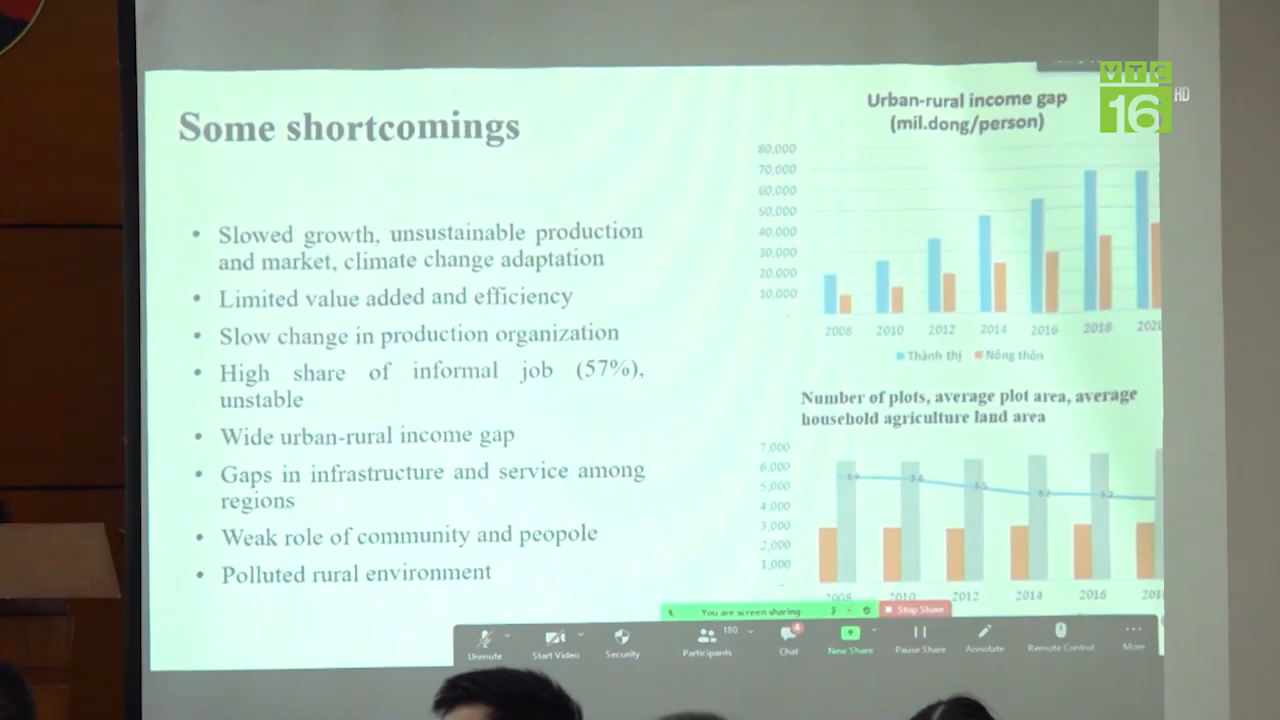 VTC
16 HD
Some shortcomings
• Slowed growth, unsustainable production
and market, climate change adaptation
• Limited value added and efficiency
• Slow change in production organization
• High share of informal job (57%),
unstable
• Wide urban-rural income gap
• Gaps in infrastructure and service among
regions
• Weak role of community and peopole
• Polluted rural environment
Urban-rural income gap
(mil.dong/person)
80,000
70,000
60,000
50,000
40,000
30,000
20,000
10,000
-
2008 2010 2012 2014 2016 2018 2020
Thành thị Nông thôn
Number of plots, average plot area, average
household agriculture land area
7,000
6,000
5,000
4,000
3,000
2,000
1,000
-
2008 2010 2012 2014 2016
You are screen sharing Stop Share
Unmute Start Video Security Participants 180 Chat 4 New Share Pause Share Annotate Remote Control More